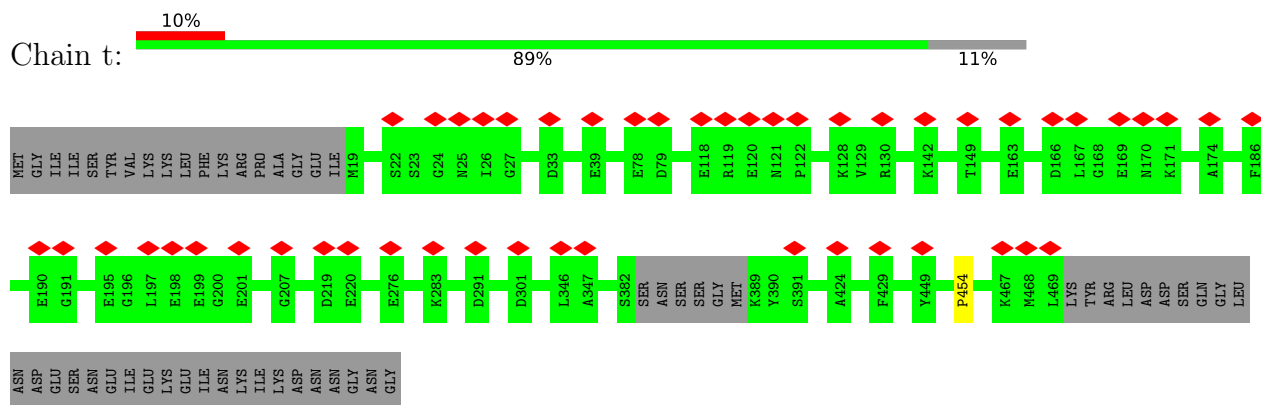 10%
Chain t:
89% 11%
MET GLY ILE ILE SER TYR VAL LYS LYS LEU PHE LYS ARG PRO ALA GLY GLU ILE M19 S22 S23 G24 N25 I26 G27 D33 E39 E78 D79 E118 R119 E120 N121 P122 K128 V129 R130 K142 T149 E163 D166 L167 G168 E169 N170 K171 A174 F186
E190 G191 E195 G196 L197 E198 E199 G200 E201 G207 D219 E220 E276 K283 D291 D301 L346 A347 S382 SER ASN SER SER GLY MET K389 Y390 S391 A424 F429 Y449 P454 K467 M468 L469 LYS TYR ARG LEU ASP ASP SER GLN GLY LEU
ASN ASP GLU SER ASN GLU ILE GLU LYS GLU ILE ASN LYS ILE LYS ASP ASN ASN GLY ASN GLY